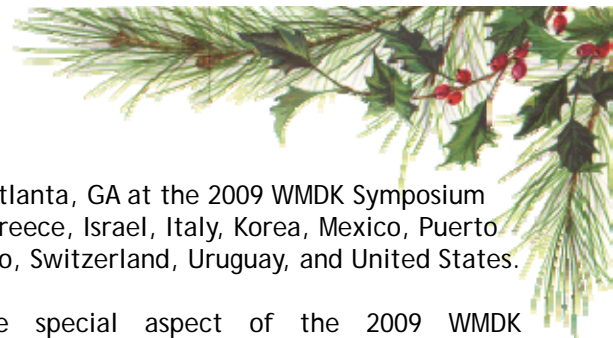 tlanta, GA at the 2009 WMDK Symposium
reece, Israel, Italy, Korea, Mexico, Puerto
o, Switzerland, Uruguay, and United States.
e special aspect of the 2009 WMDK